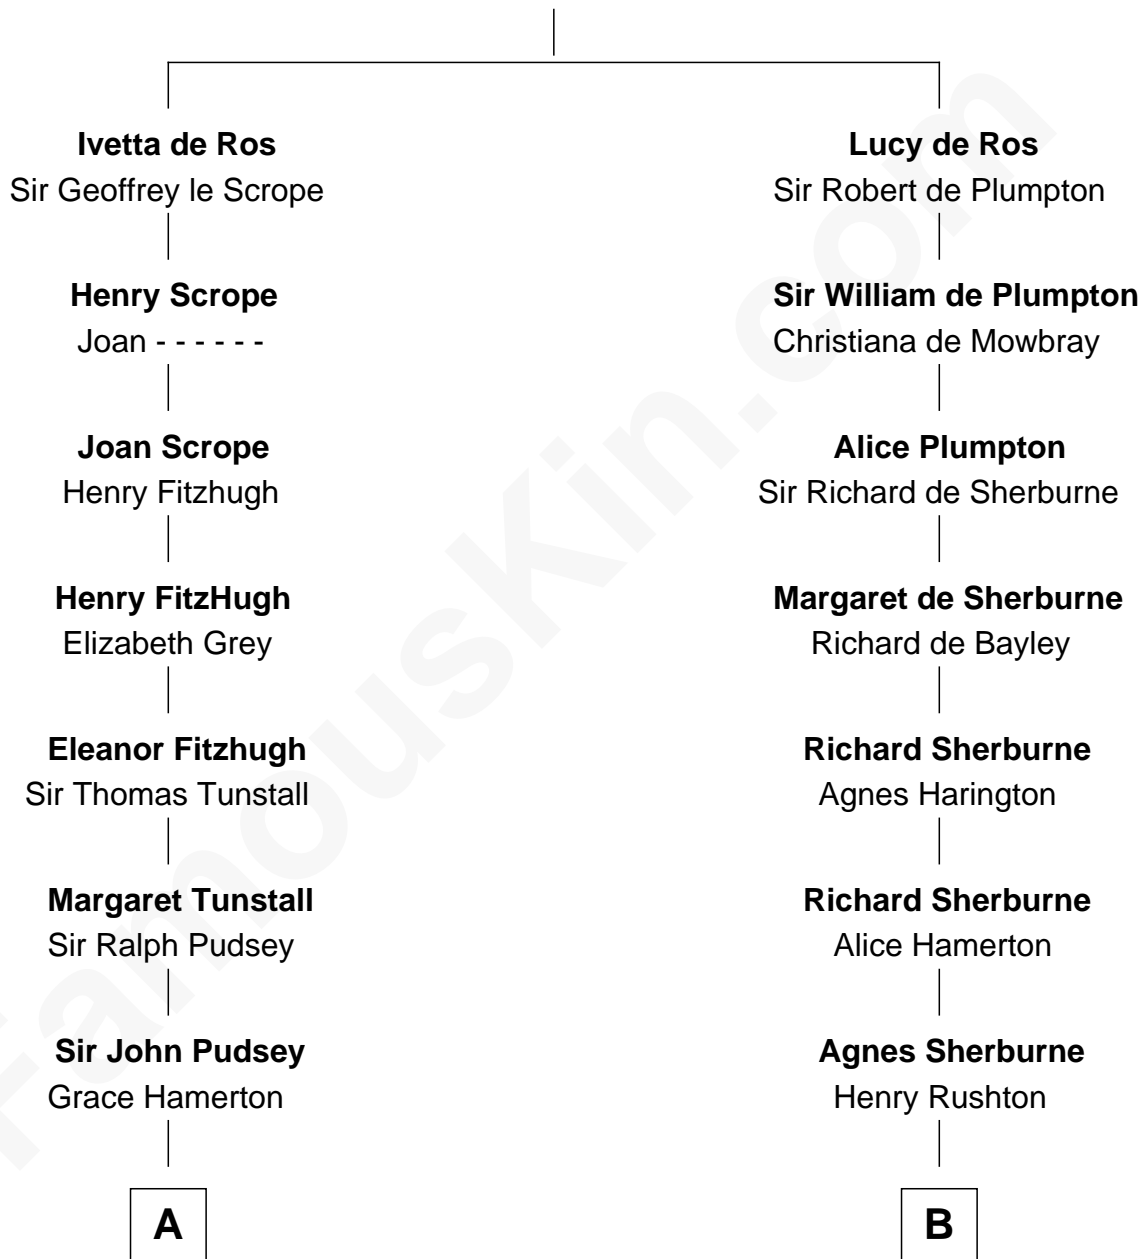 Ivetta de Ros
Sir Geoffrey le Scrope
Henry Scrope
Joan - - - - - -
Joan Scrope
Henry Fitzhugh
Henry FitzHugh
Elizabeth Grey
Eleanor Fitzhugh
Sir Thomas Tunstall
Margaret Tunstall
Sir Ralph Pudsey
Sir John Pudsey
Grace Hamerton
A
Lucy de Ros
Sir Robert de Plumpton
Sir William de Plumpton
Christiana de Mowbray
Alice Plumpton
Sir Richard de Sherburne
Margaret de Sherburne
Richard de Bayley
Richard Sherburne
Agnes Harington
Richard Sherburne
Alice Hamerton
Agnes Sherburne
Henry Rushton
B
FamousKin.com